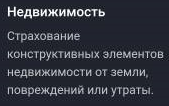 Недвижимость
Страхование
конструктивных элементов
недвижимости от земли,
повреждений или утраты.